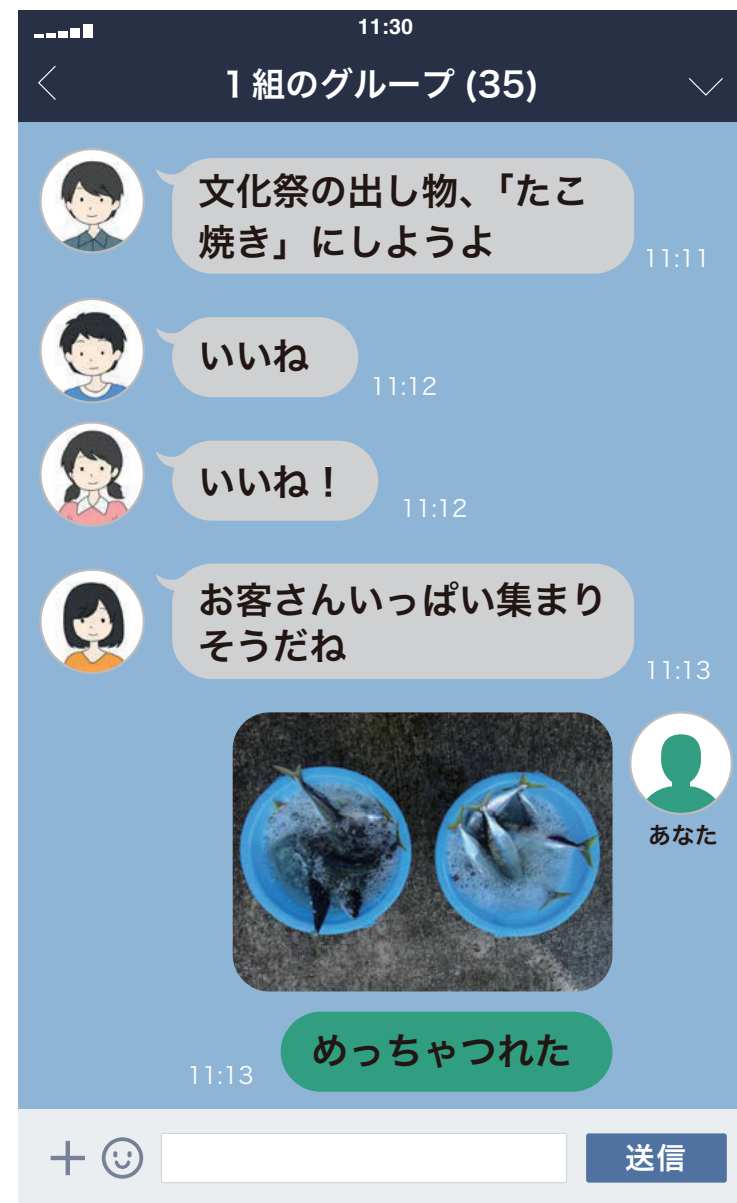 11:30
1組のグループ (35)
文化祭の出し物、「たこ
焼き」にしようよ
11:11
いいね
11:12
いいね!
11:12
お客さんいっぱい集まり
そうだね
11:13
あなた
めっちゃつれた
11:13
送信